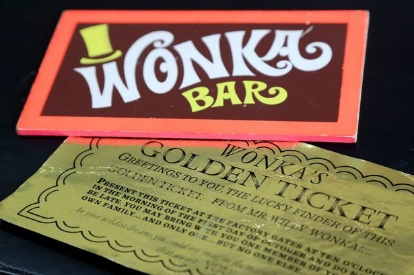 WONKA
BAR
WONKA'S
GOLDEN TICKET
GREETINGS TO YOU, THE LUCKY FINDER OF THIS
GOLDEN TICKET, FROM MR. WILLY WONKA!
PRESENT THIS TICKET AT THE FACTORY GATES AT TEN O'CLOCK
IN THE MORNING OF THE FIRST DAY OF OCTOBER AND DO NOT
BE LATE. YOU MAY BRING WITH YOU ONE MEMBER OF YOUR
OWN FAMILY...AND ONLY ONE...BUT NO ONE
In your wildest dreams you